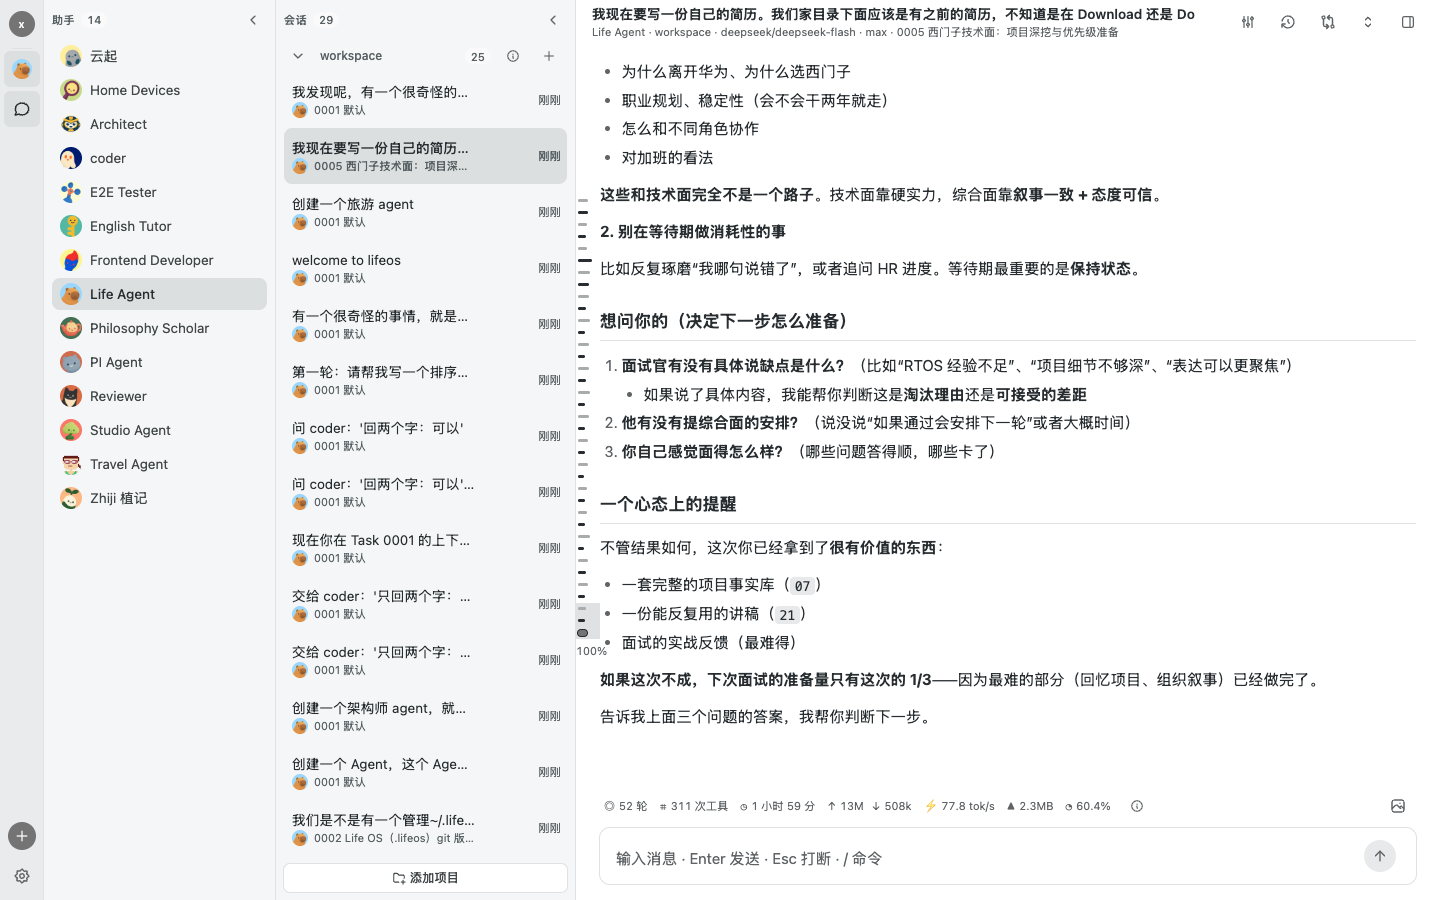 x
助手 14
云起
Home Devices
Architect
coder
E2E Tester
English Tutor
Frontend Developer
Life Agent
Philosophy Scholar
PI Agent
Reviewer
Studio Agent
Travel Agent
Zhiji 植记
会话 29
workspace 25
我发现呢，有一个很奇怪的...
0001 默认
刚刚
我现在要写一份自己的简历...
0005 西门子技术面：项目深...
刚刚
创建一个旅游 agent
0001 默认
刚刚
welcome to lifeos
0001 默认
刚刚
有一个很奇怪的事情，就是...
0001 默认
刚刚
第一轮：请帮我写一个排序...
0001 默认
刚刚
问 coder：'回两个字：可以'
0001 默认
刚刚
问 coder：'回两个字：可以'...
0001 默认
刚刚
现在你在 Task 0001 的上下...
0001 默认
刚刚
交给 coder：'只回两个字：...
0001 默认
刚刚
交给 coder：'只回两个字：...
0001 默认
刚刚
创建一个架构师 agent，就...
0001 默认
刚刚
创建一个 Agent，这个 Age...
0001 默认
刚刚
我们是不是有一个管理~/.life...
0002 Life OS（.lifeos）git 版...
刚刚
添加项目
我现在要写一份自己的简历。我们家目录下面应该是有之前的简历，不知道是在 Download 还是 Do
Life Agent · workspace · deepseek/deepseek-flash · max · 0005 西门子技术面：项目深挖与优先级准备
为什么离开华为、为什么选西门子
职业规划、稳定性（会不会干两年就走）
怎么和不同角色协作
对加班的看法
这些和技术面完全不是一个路子。技术面靠硬实力，综合面靠叙事一致 + 态度可信。
2. 别在等待期做消耗性的事
比如反复琢磨“我哪句说错了”，或者追问 HR 进度。等待期最重要的是保持状态。
想问你的（决定下一步怎么准备）
1. 面试官有没有具体说缺点是什么？（比如“RTOS 经验不足”、“项目细节不够深”、“表达可以更聚焦”）
如果说了具体内容，我能帮你判断这是淘汰理由还是可接受的差距
2. 他有没有提综合面的安排？（说没说“如果通过会安排下一轮”或者大概时间）
3. 你自己感觉面得怎么样？（哪些问题答得顺，哪些卡了）
一个心态上的提醒
不管结果如何，这次你已经拿到了很有价值的东西：
一套完整的项目事实库（07）
一份能反复用的讲稿（21）
面试的实战反馈（最难得）
100%
如果这次不成，下次面试的准备量只有这次的 1/3——因为最难的部分（回忆项目、组织叙事）已经做完了。
告诉我上面三个问题的答案，我帮你判断下一步。
52 轮 311 次工具 1 小时 59 分 ↑ 13M ↓ 508k 77.8 tok/s 2.3MB 60.4%
输入消息 · Enter 发送 · Esc 打断 · / 命令